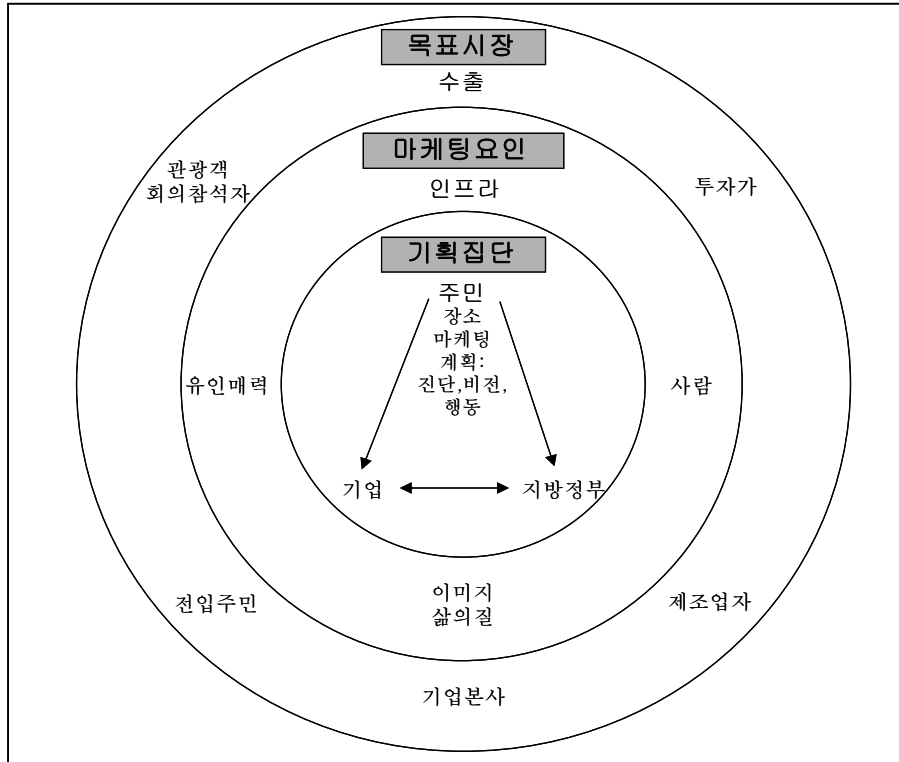 목표시장
수출
마케팅요인
인프라
관광객
회의참석자
투자가
기획집단
주민
장소
마케팅
계획:
진단,비전,
행동
유인매력
사람
기업
지방정부
이미지
삶의질
전입주민
제조업자
기업본사